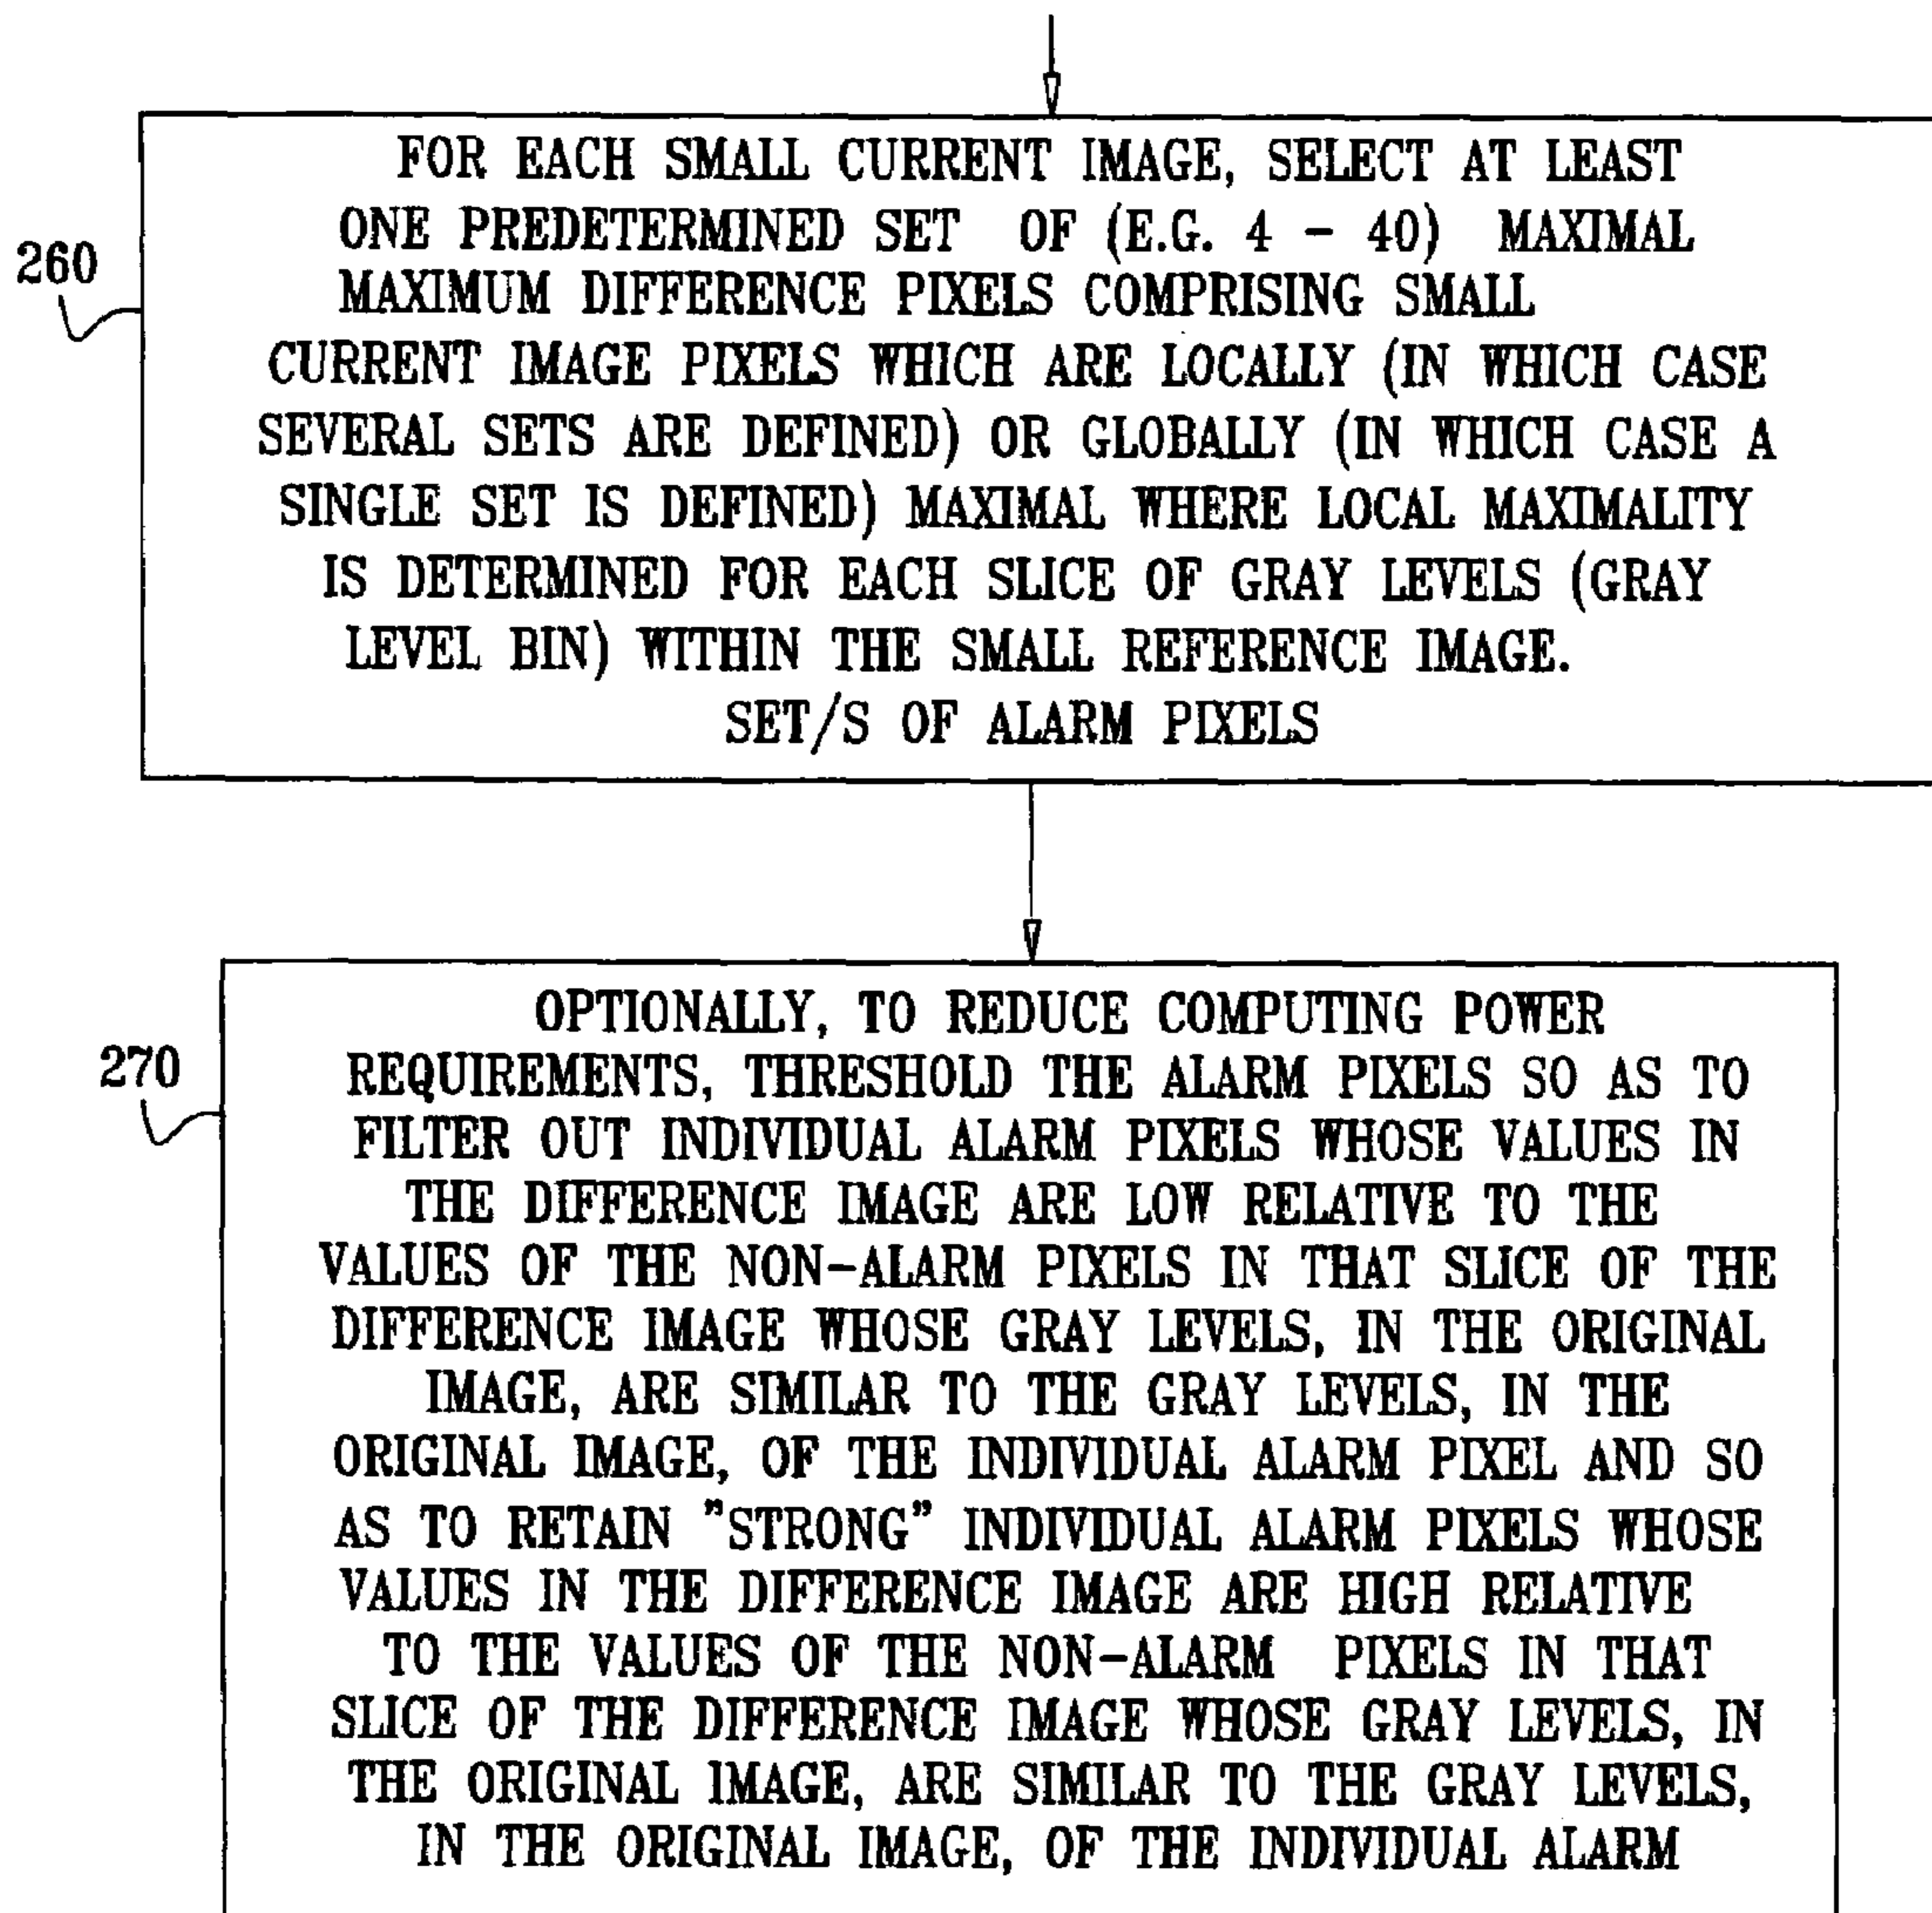 FOR EACH SMALL CURRENT IMAGE, SELECT AT LEAST
ONE PREDETERMINED SET OF (E.G. 4 - 40) MAXIMAL
260
MAXIMUM DIFFERENCE PIXELS COMPRISING SMALL
CURRENT IMAGE PIXELS WHICH ARE LOCALLY (IN WHICH CASE
SEVERAL SETS ARE DEFINED) OR GLOBALLY (IN WHICH CASE A
SINGLE SET IS DEFINED) MAXIMAL WHERE LOCAL MAXIMALITY
IS DETERMINED FOR EACH SLICE OF GRAY LEVELS (GRAY
LEVEL BIN) WITHIN THE SMALL REFERENCE IMAGE.
SET/S OF ALARM PIXELS
OPTIONALLY, TO REDUCE COMPUTING POWER
270
REQUIREMENTS, THRESHOLD THE ALARM PIXELS SO AS TO
FILTER OUT INDIVIDUAL ALARM PIXELS WHOSE VALUES IN
THE DIFFERENCE IMAGE ARE LOW RELATIVE TO THE
VALUES OF THE NON-ALARM PIXELS IN THAT SLICE OF THE
DIFFERENCE IMAGE WHOSE GRAY LEVELS, IN THE ORIGINAL
IMAGE, ARE SIMILAR TO THE GRAY LEVELS, IN THE
ORIGINAL IMAGE, OF THE INDIVIDUAL ALARM PIXEL AND SO
AS TO RETAIN "STRONG" INDIVIDUAL ALARM PIXELS WHOSE
VALUES IN THE DIFFERENCE IMAGE ARE HIGH RELATIVE
TO THE VALUES OF THE NON-ALARM PIXELS IN THAT
SLICE OF THE DIFFERENCE IMAGE WHOSE GRAY LEVELS, IN
THE ORIGINAL IMAGE, ARE SIMILAR TO THE GRAY LEVELS,
IN THE ORIGINAL IMAGE, OF THE INDIVIDUAL ALARM